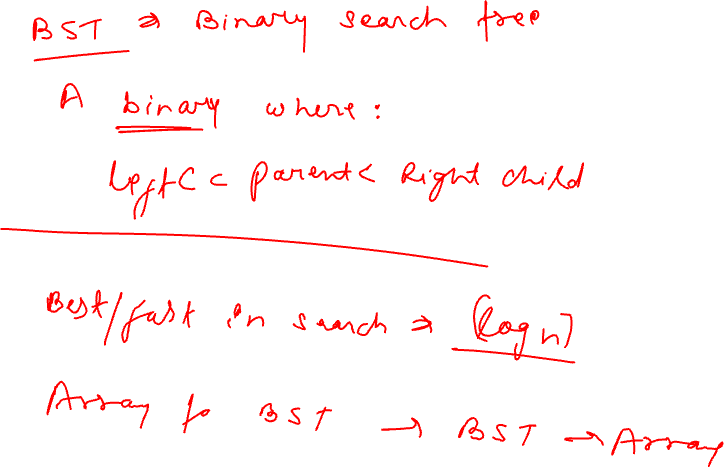 BST → Binary search tree
A binary where:
Left C < parent < Right child
Best/fast in search → (log n)
Array to BST → BST → Array